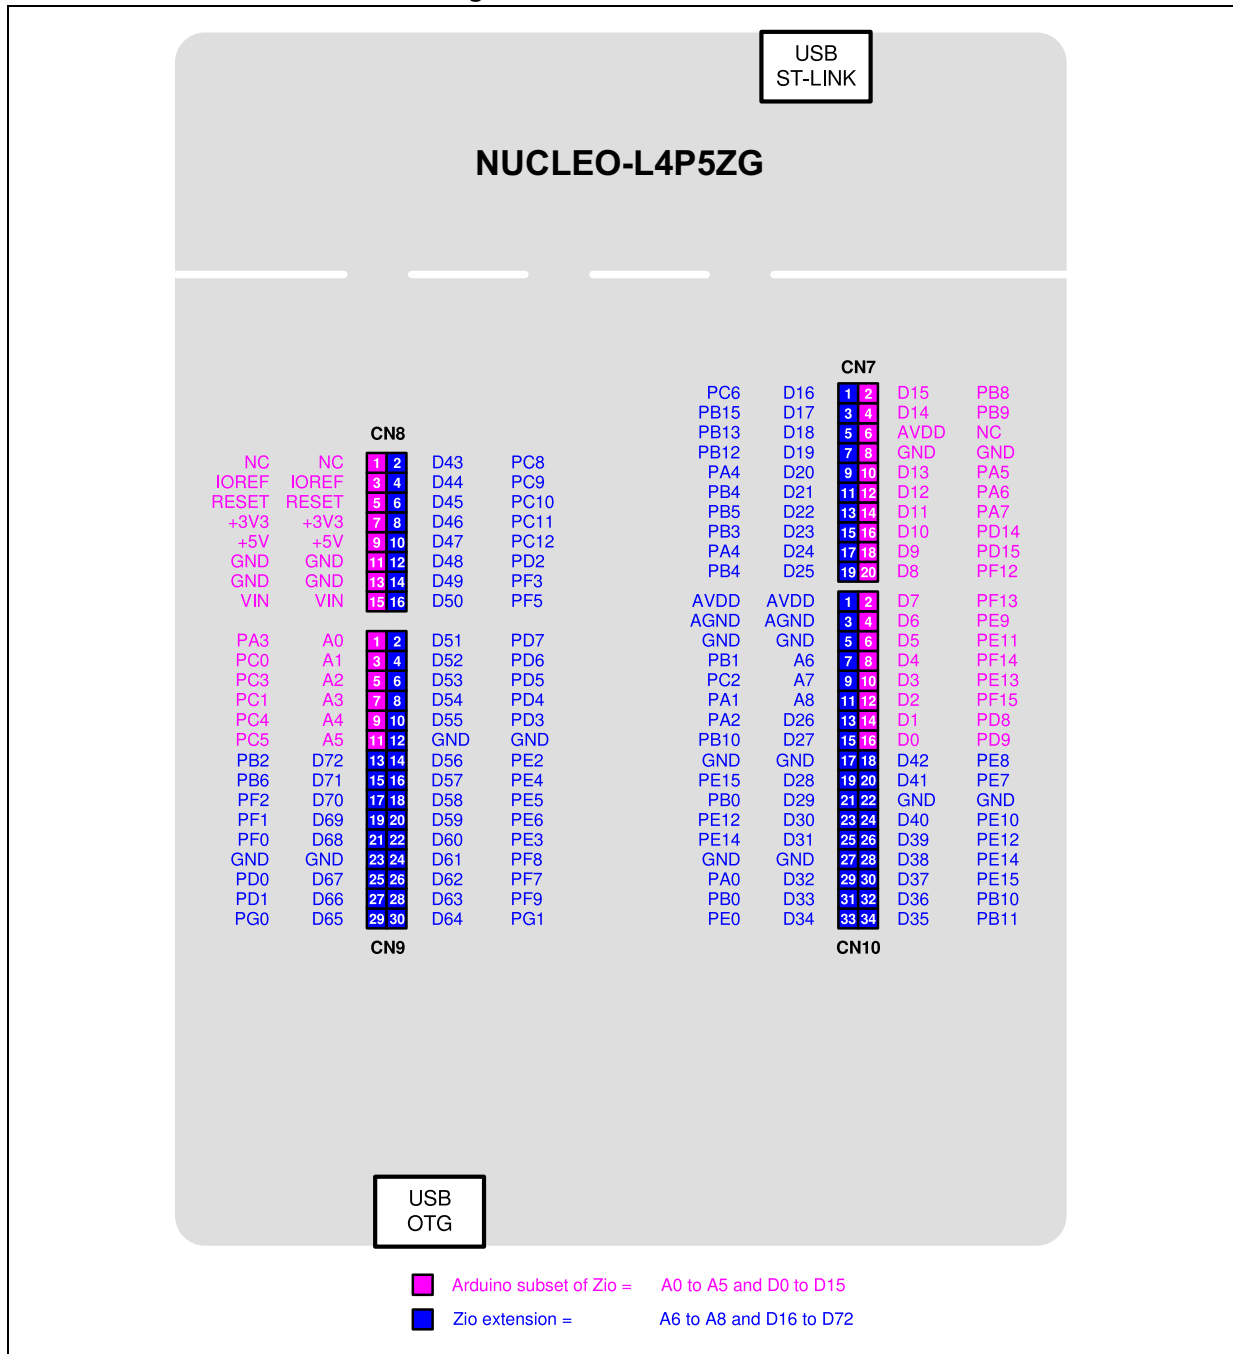 USB
ST-LINK
NUCLEO-L4P5ZG
CN7
PC6 D16 1 2 D15 PB8
PB15 D17 3 4 D14 PB9
PB13 D18 5 6 AVDD NC
PB12 D19 7 8 GND GND
PA4 D20 9 10 D13 PA5
PB4 D21 11 12 D12 PA6
PB5 D22 13 14 D11 PA7
PB3 D23 15 16 D10 PD14
PA4 D24 17 18 D9 PD15
PB4 D25 19 20 D8 PF12
CN8
NC NC 1 2 D43 PC8
IOREF IOREF 3 4 D44 PC9
RESET RESET 5 6 D45 PC10
+3V3 +3V3 7 8 D46 PC11
+5V +5V 9 10 D47 PC12
GND GND 11 12 D48 PD2
GND GND 13 14 D49 PF3
VIN VIN 15 16 D50 PF5
PA3 A0 1 2 D51 PD7
PC0 A1 3 4 D52 PD6
PC3 A2 5 6 D53 PD5
PC1 A3 7 8 D54 PD4
PC4 A4 9 10 D55 PD3
PC5 A5 11 12 GND GND
PB2 D72 13 14 D56 PE2
PB6 D71 15 16 D57 PE4
PF2 D70 17 18 D58 PE5
PF1 D69 19 20 D59 PE6
PF0 D68 21 22 D60 PE3
GND GND 23 24 D61 PF8
PD0 D67 25 26 D62 PF7
PD1 D66 27 28 D63 PF9
PG0 D65 29 30 D64 PG1
CN9
AVDD AVDD 1 2 D7 PF13
AGND AGND 3 4 D6 PE9
GND GND 5 6 D5 PE11
PB1 A6 7 8 D4 PF14
PC2 A7 9 10 D3 PE13
PA1 A8 11 12 D2 PF15
PA2 D26 13 14 D1 PD8
PB10 D27 15 16 D0 PD9
GND GND 17 18 D42 PE8
PE15 D28 19 20 D41 PE7
PB0 D29 21 22 GND GND
PE12 D30 23 24 D40 PE10
PE14 D31 25 26 D39 PE12
GND GND 27 28 D38 PE14
PA0 D32 29 30 D37 PE15
PB0 D33 31 32 D36 PB10
PE0 D34 33 34 D35 PB11
CN10
USB
OTG
Arduino subset of Zio = A0 to A5 and D0 to D15
Zio extension = A6 to A8 and D16 to D72